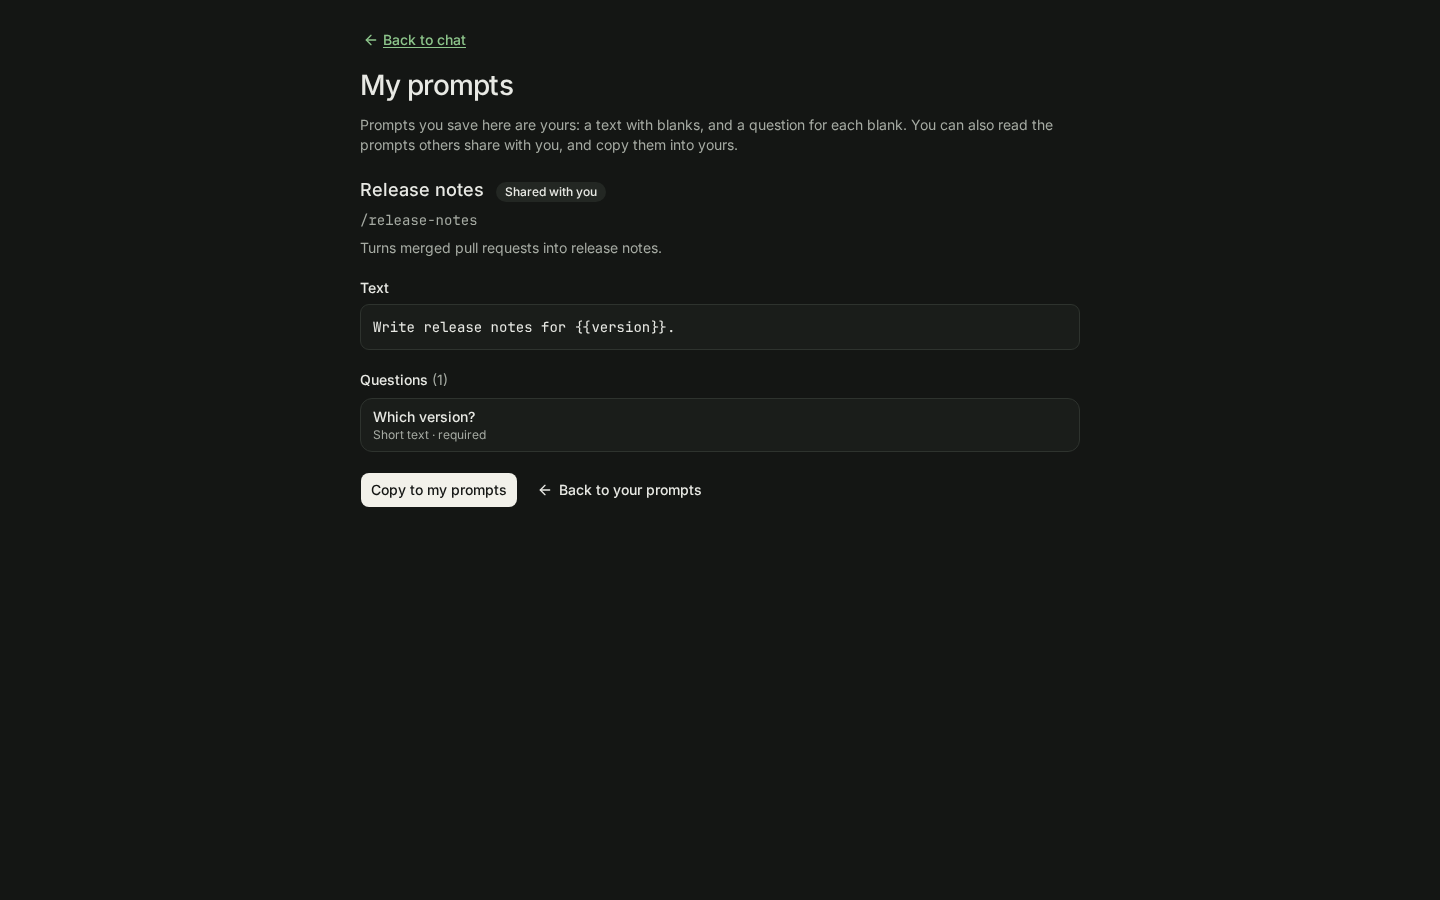 Back to chat
My prompts
Prompts you save here are yours: a text with blanks, and a question for each blank. You can also read the
prompts others share with you, and copy them into yours.
Release notes Shared with you
/release-notes
Turns merged pull requests into release notes.
Text
Write release notes for {{version}}.
Questions (1)
Which version?
Short text · required
Copy to my prompts Back to your prompts